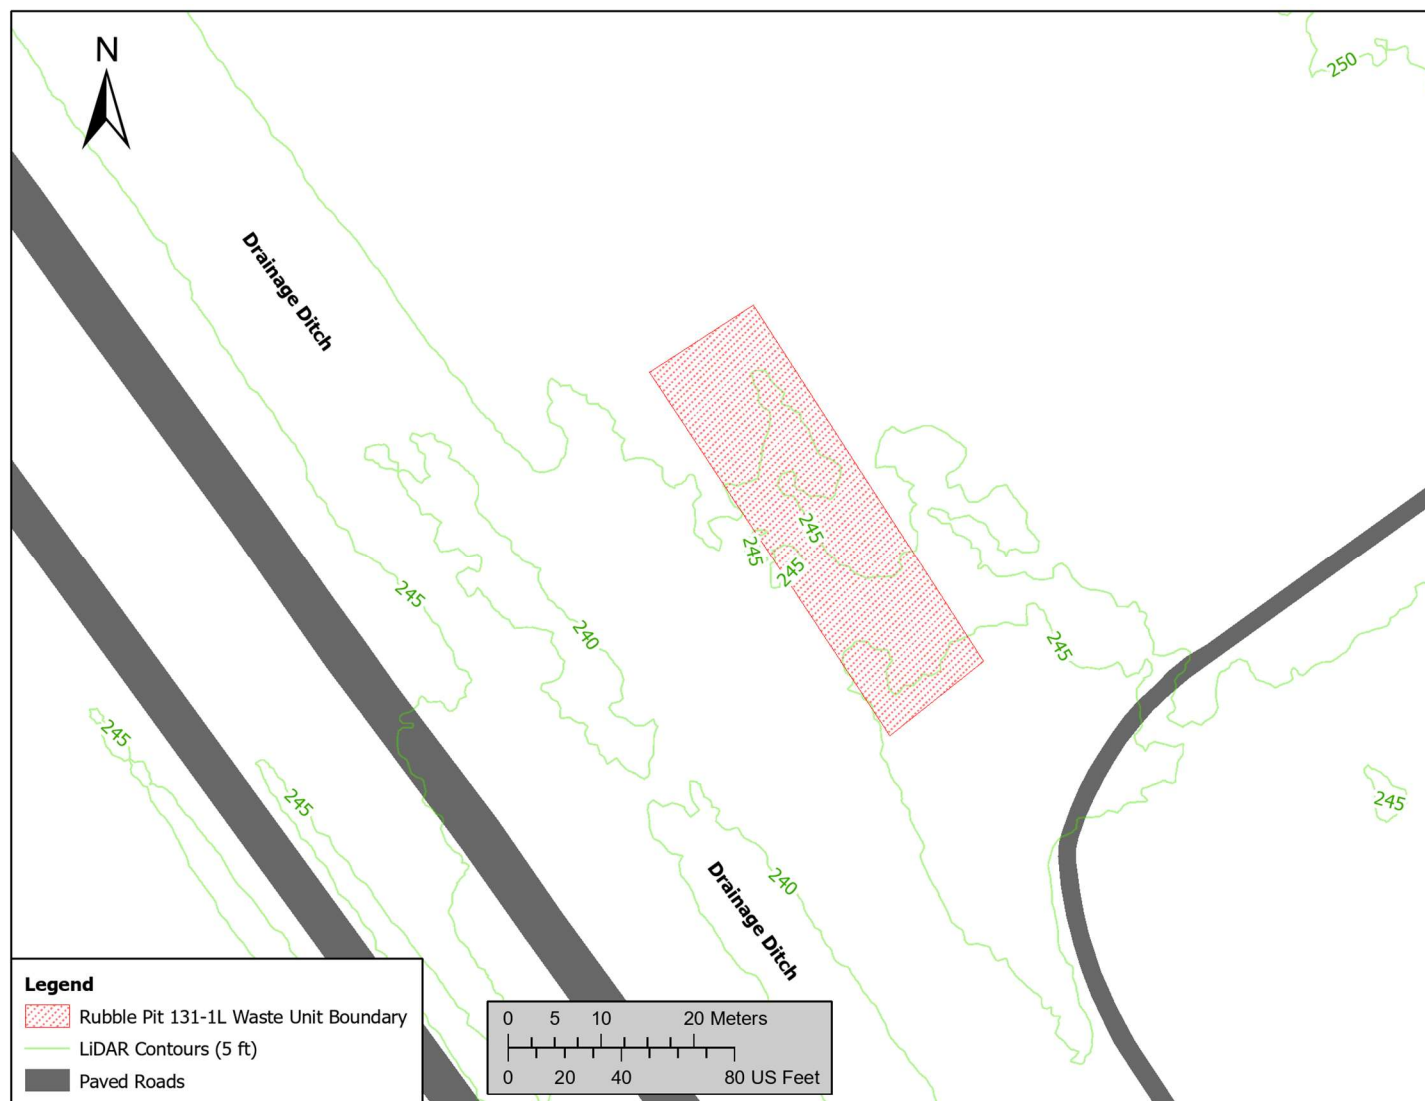 N
250
Drainage Ditch
245
245
245
245
240
245
245
245
245
240
Drainage Ditch
Legend
Rubble Pit 131-1L Waste Unit Boundary
LiDAR Contours (5 ft)
Paved Roads
0 5 10 20 Meters
0 20 40 80 US Feet